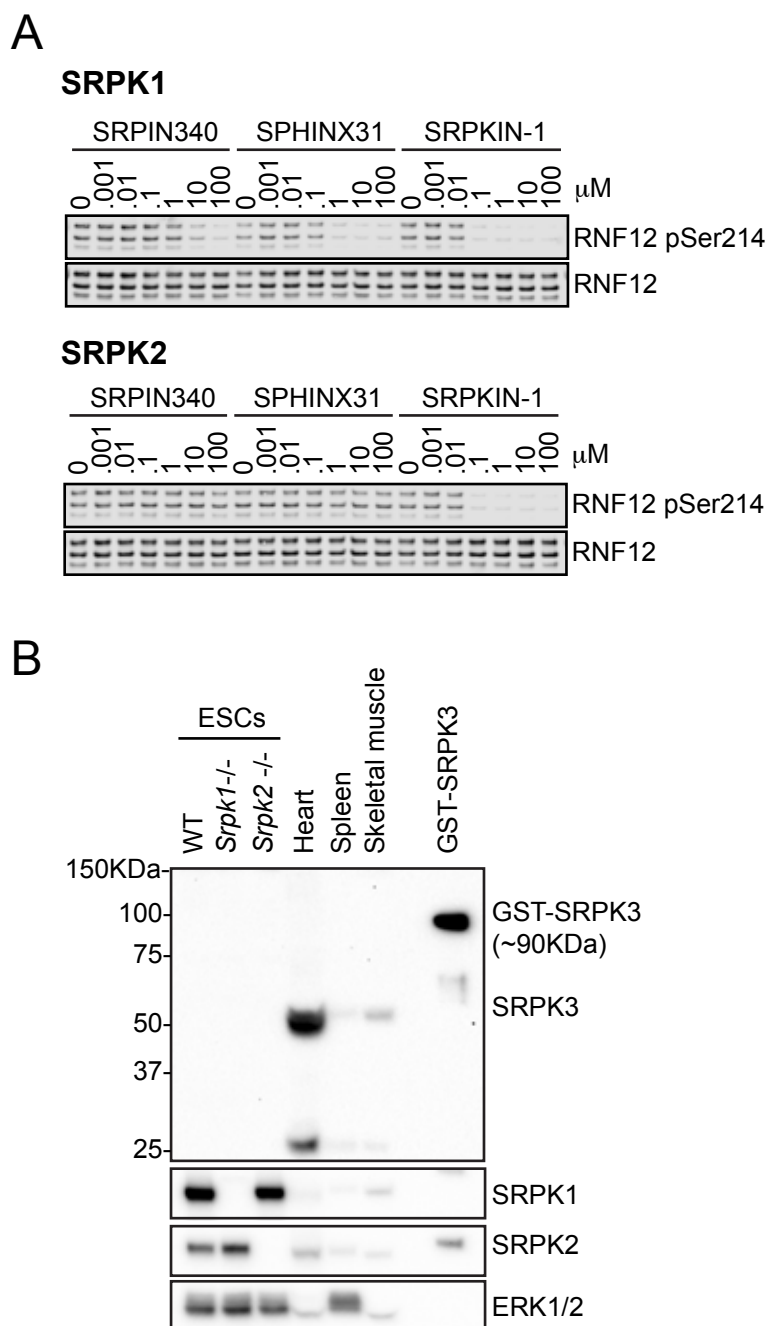 A
SRPK1
SRPIN340 SPHINX31 SRPKIN-1
0 .001 .01 .1 1 10 100 0 .001 .01 .1 1 10 100 0 .001 .01 .1 1 10 100 μM
RNF12 pSer214
RNF12
SRPK2
SRPIN340 SPHINX31 SRPKIN-1
0 .001 .01 .1 1 10 100 0 .001 .01 .1 1 10 100 0 .001 .01 .1 1 10 100 μM
RNF12 pSer214
RNF12
B
ESCs
WT Srpk1-/- Srpk2 -/- Heart Spleen Skeletal muscle GST-SRPK3
150KDa-
100-
75-
50-
37-
25-
GST-SRPK3
(~90KDa)
SRPK3
SRPK1
SRPK2
ERK1/2